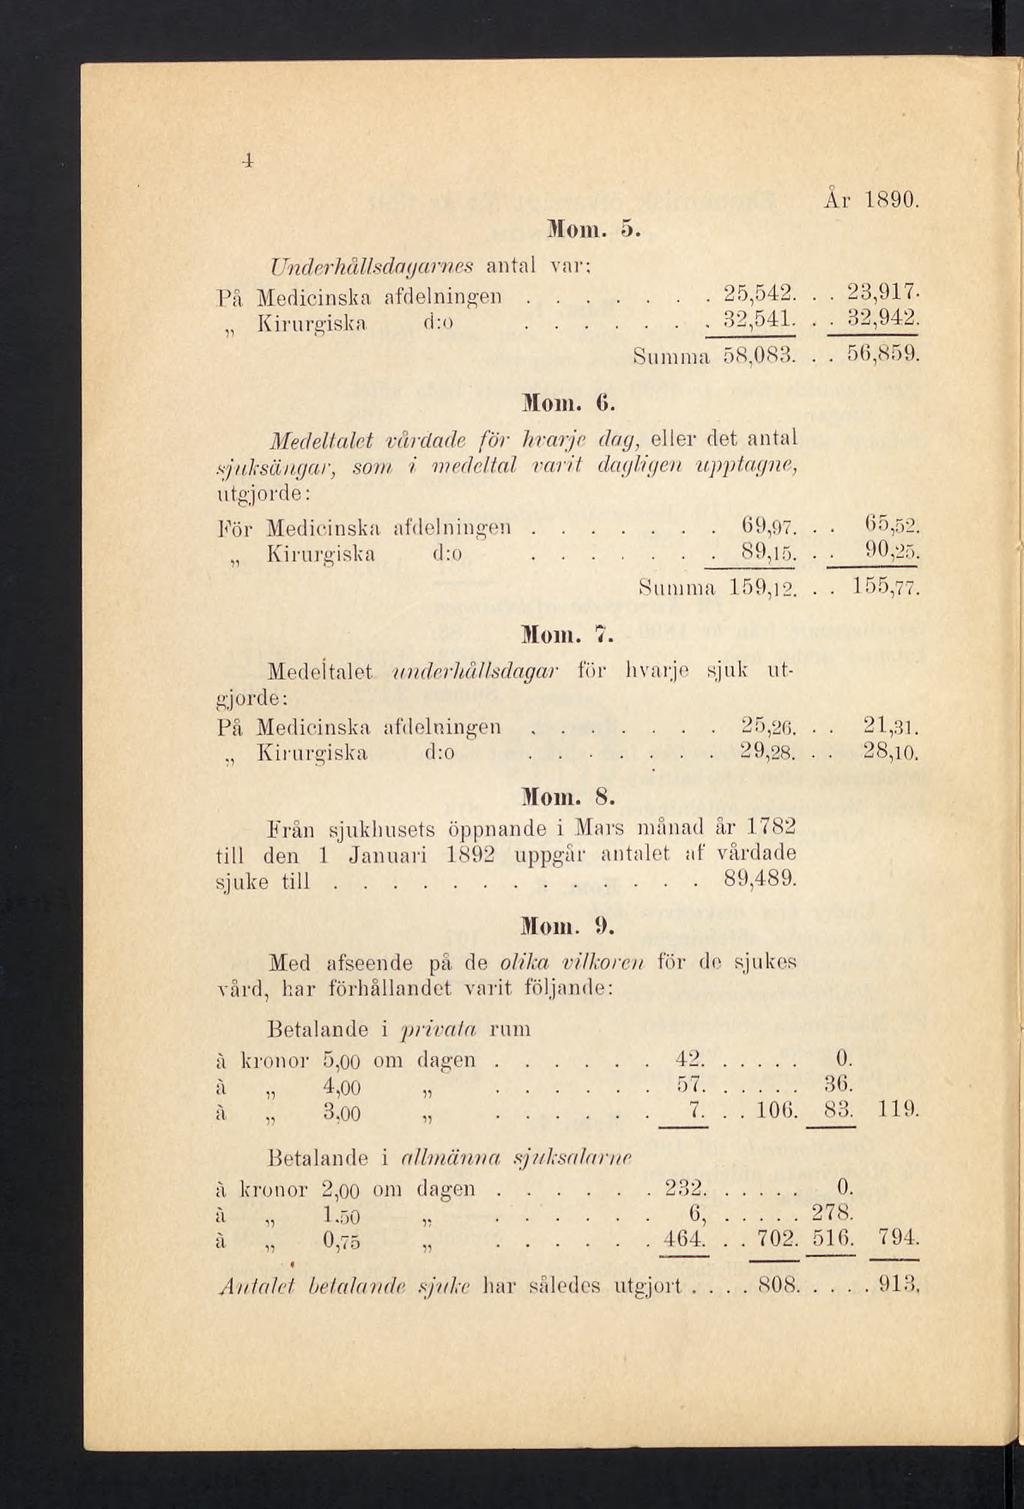 4
År 1890.
Mom. 5.
Underhållsdagarnes antal var:
På Medicinska afdelningen . . . . . . . 25,542. . . 23,917.
„ Kirurgiska d:o . . . . . . . 32,541. . . 32,942.
Summa 58,083. . . 56,859.
Mom. 6.
Medeltalet vårdade för hvarje dag, eller det antal
sjuksängar, som i medeltal varit dagligen upptagne,
utgjorde:
För Medicinska afdelningen . . . . . . . 69,97. . . 65,52.
„ Kirurgiska d:o . . . . . . . 89,15. . . 90,25.
Summa 159,12. . . 155,77.
Mom. 7.
Medeltalet underhållsdagar för hvarje sjuk ut-
gjorde:
På Medicinska afdelningen . . . . . . . 25,26. . . 21,31.
„ Kirurgiska d:o . . . . . . . 29,28. . . 28,10.
Mom. 8.
Från sjukhusets öppnande i Mars månad år 1782
till den 1 Januari 1892 uppgår antalet af vårdade
sjuke till . . . . . . . . . . . . . 89,489.
Mom. 9.
Med afseende på de olika vilkoren för de sjukes
vård, har förhållandet varit följande:
Betalande i privata rum
à kronor 5,00 om dagen . . . . . . 42. . . . . . . 0.
à „ 4,00 „ . . . . . . 57. . . . . . . 36.
à „ 3,00 „ . . . . . . 7. . . 106. 83. 119.
Betalande i allmänna sjuksalarne
à kronor 2,00 om dagen . . . . . . 232. . . . . . 0.
à „ 1.50 „ . . . . . . 6, . . . . . 278.
à „ 0,75 „ . . . . . . 464. . . 702. 516. 794.
Antalet betalande sjuke har således utgjort . . . . 808. . . . . . 913,